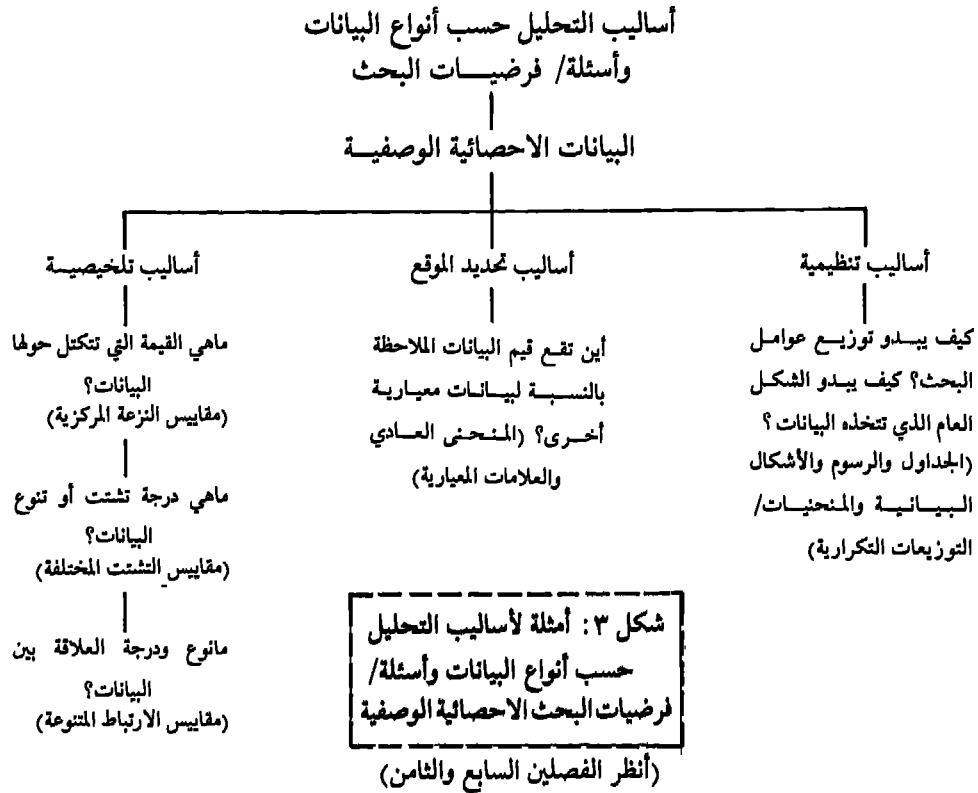 أساليب التحليل حسب أنواع البيانات
وأسئلة/ فرضيات البحث
البيانات الاحصائية الوصفية
أساليب تنظيمية
كيف يبدو توزيع عوامل
البحث؟ كيف يبدو الشكل
العام الذي تتخذه البيانات؟
(الجداول والرسوم والأشكال
البيانية والمنحنيات/
التوزيعات التكرارية)
أساليب تحديد الموقع
أين تقع قيم البيانات الملاحظة
بالنسبة لبيانات معيارية
أخرى؟ (المنحنى العادي
والعلامات المعيارية)
أساليب تلخيصية
ماهي القيمة التي تتكتل حولها
البيانات؟
(مقاييس النزعة المركزية)
ماهي درجة تشتت أو تنوع
البيانات؟
(مقاييس التشتت المختلفة)
مانوع ودرجة العلاقة بين
البيانات؟
(مقاييس الارتباط المتنوعة)
شكل ٣: أمثلة لأساليب التحليل
حسب أنواع البيانات وأسئلة/
فرضيات البحث الاحصائية الوصفية
(أنظر الفصلين السابع والثامن)